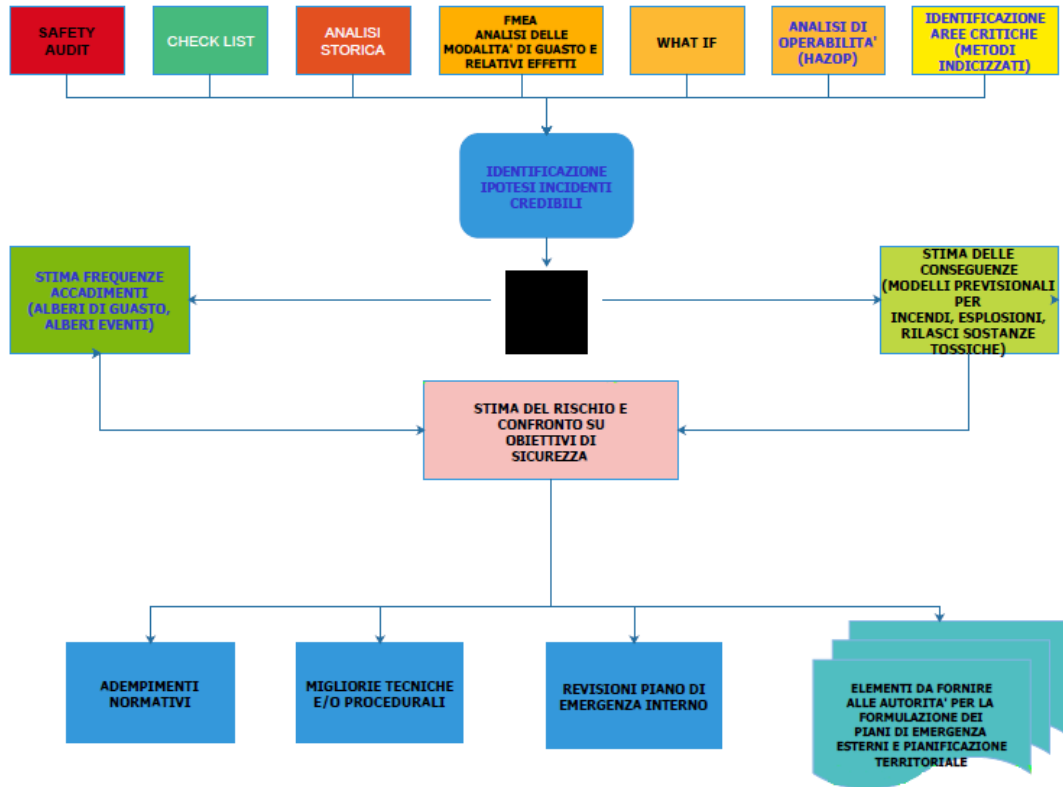 SAFETY
AUDIT
CHECK LIST
ANALISI
STORICA
FMEA
ANALISI DELLE
MODALITA' DI GUASTO E
RELATIVI EFFETTI
WHAT IF
ANALISI DI
OPERABILITA'
(HAZOP)
IDENTIFICAZIONE
AREE CRITICHE
(METODI
INDICIZZATI)
IDENTIFICAZIONE
IPOTESI INCIDENTI
CREDIBILI
STIMA FREQUENZE
ACCADIMENTI
(ALBERI DI GUASTO,
ALBERI EVENTI)
STIMA DELLE
CONSEGUENZE
(MODELLI PREVISIONALI
PER
INCENDI, ESPLOSIONI,
RILASCI SOSTANZE
TOSSICHE)
STIMA DEL RISCHIO E
CONFRONTO SU
OBIETTIVI DI
SICUREZZA
ADEMPIMENTI
NORMATIVI
MIGLIORIE TECNICHE
E/O PROCEDURALI
REVISIONI PIANO DI
EMERGENZA INTERNO
ELEMENTI DA FORNIRE
ALLE AUTORITA' PER LA
FORMULAZIONE DEI
PIANI DI EMERGENZA
ESTERNI E PIANIFICAZIONE
TERRITORIALE